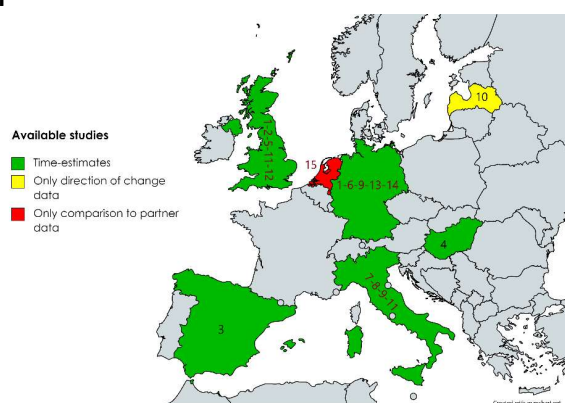 Available studies
Time-estimates
Only direction of change
data
Only comparison to partner
data
10
1-2-5-11-12
15
1-6-9-13-14
4
7-8-9-11
3